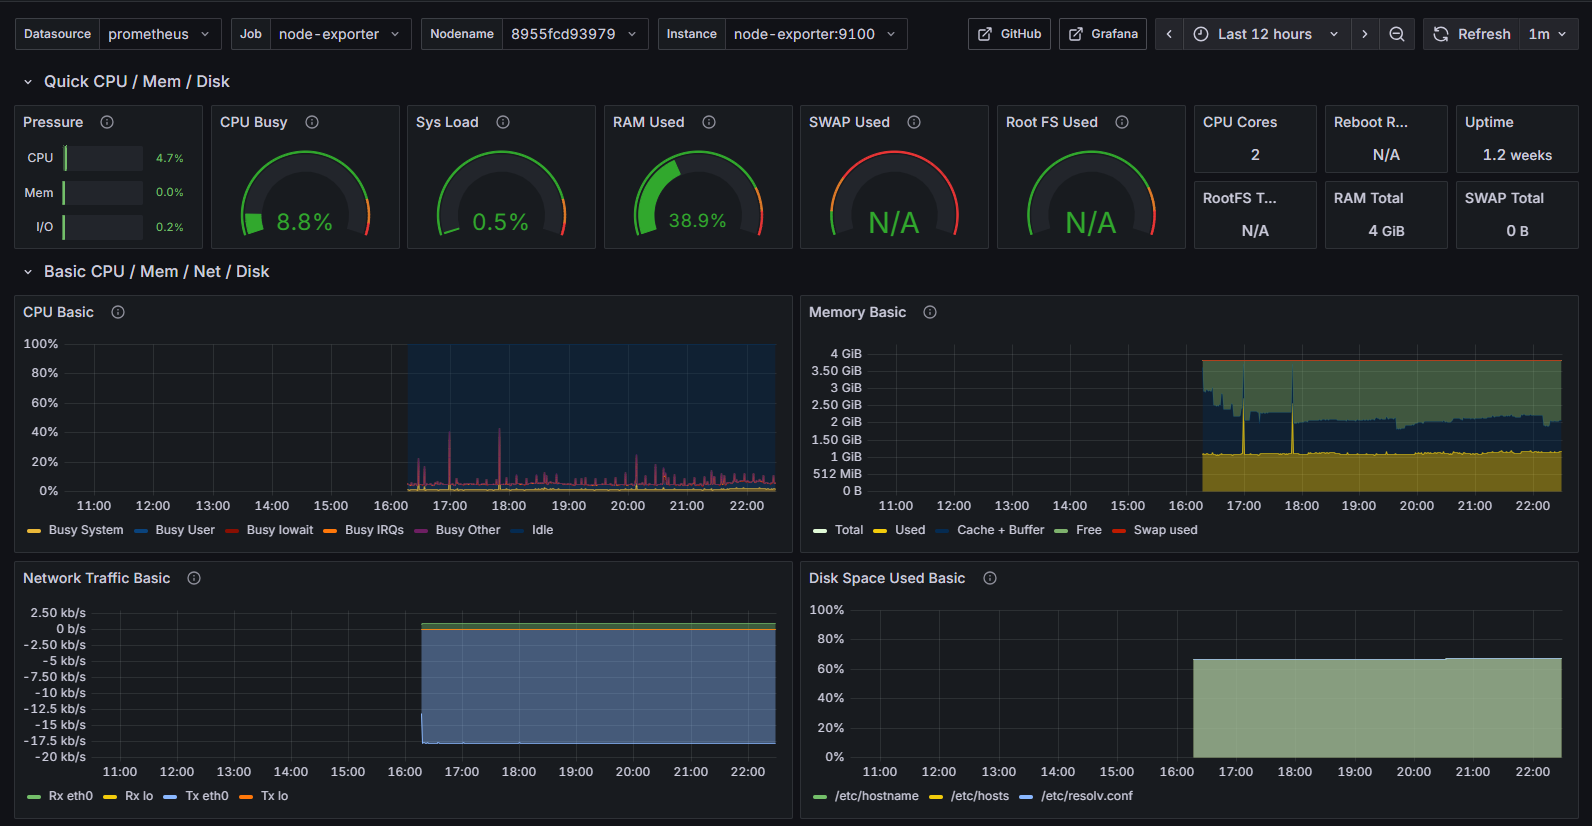 Datasource prometheus Job node-exporter Nodename 8955fcd93979 Instance node-exporter:9100 GitHub Grafana Last 12 hours Refresh 1m
Quick CPU / Mem / Disk
Pressure
CPU 4.7%
Mem 0.0%
I/O 0.2%
CPU Busy
8.8%
Sys Load
0.5%
RAM Used
38.9%
SWAP Used
N/A
Root FS Used
N/A
CPU Cores
2
Reboot R...
N/A
Uptime
1.2 weeks
RootFS T...
N/A
RAM Total
4 GiB
SWAP Total
0 B
Basic CPU / Mem / Net / Disk
CPU Basic
100%
80%
60%
40%
20%
0%
11:00 12:00 13:00 14:00 15:00 16:00 17:00 18:00 19:00 20:00 21:00 22:00
Busy System Busy User Busy Iowait Busy IRQs Busy Other Idle
Memory Basic
4 GiB
3.50 GiB
3 GiB
2.50 GiB
2 GiB
1.50 GiB
1 GiB
512 MiB
0 B
11:00 12:00 13:00 14:00 15:00 16:00 17:00 18:00 19:00 20:00 21:00 22:00
Total Used Cache + Buffer Free Swap used
Network Traffic Basic
2.50 kb/s
0 b/s
-2.50 kb/s
-5 kb/s
-7.50 kb/s
-10 kb/s
-12.5 kb/s
-15 kb/s
-17.5 kb/s
-20 kb/s
11:00 12:00 13:00 14:00 15:00 16:00 17:00 18:00 19:00 20:00 21:00 22:00
Rx eth0 Rx lo Tx eth0 Tx lo
Disk Space Used Basic
100%
80%
60%
40%
20%
0%
11:00 12:00 13:00 14:00 15:00 16:00 17:00 18:00 19:00 20:00 21:00 22:00
/etc/hostname /etc/hosts /etc/resolv.conf